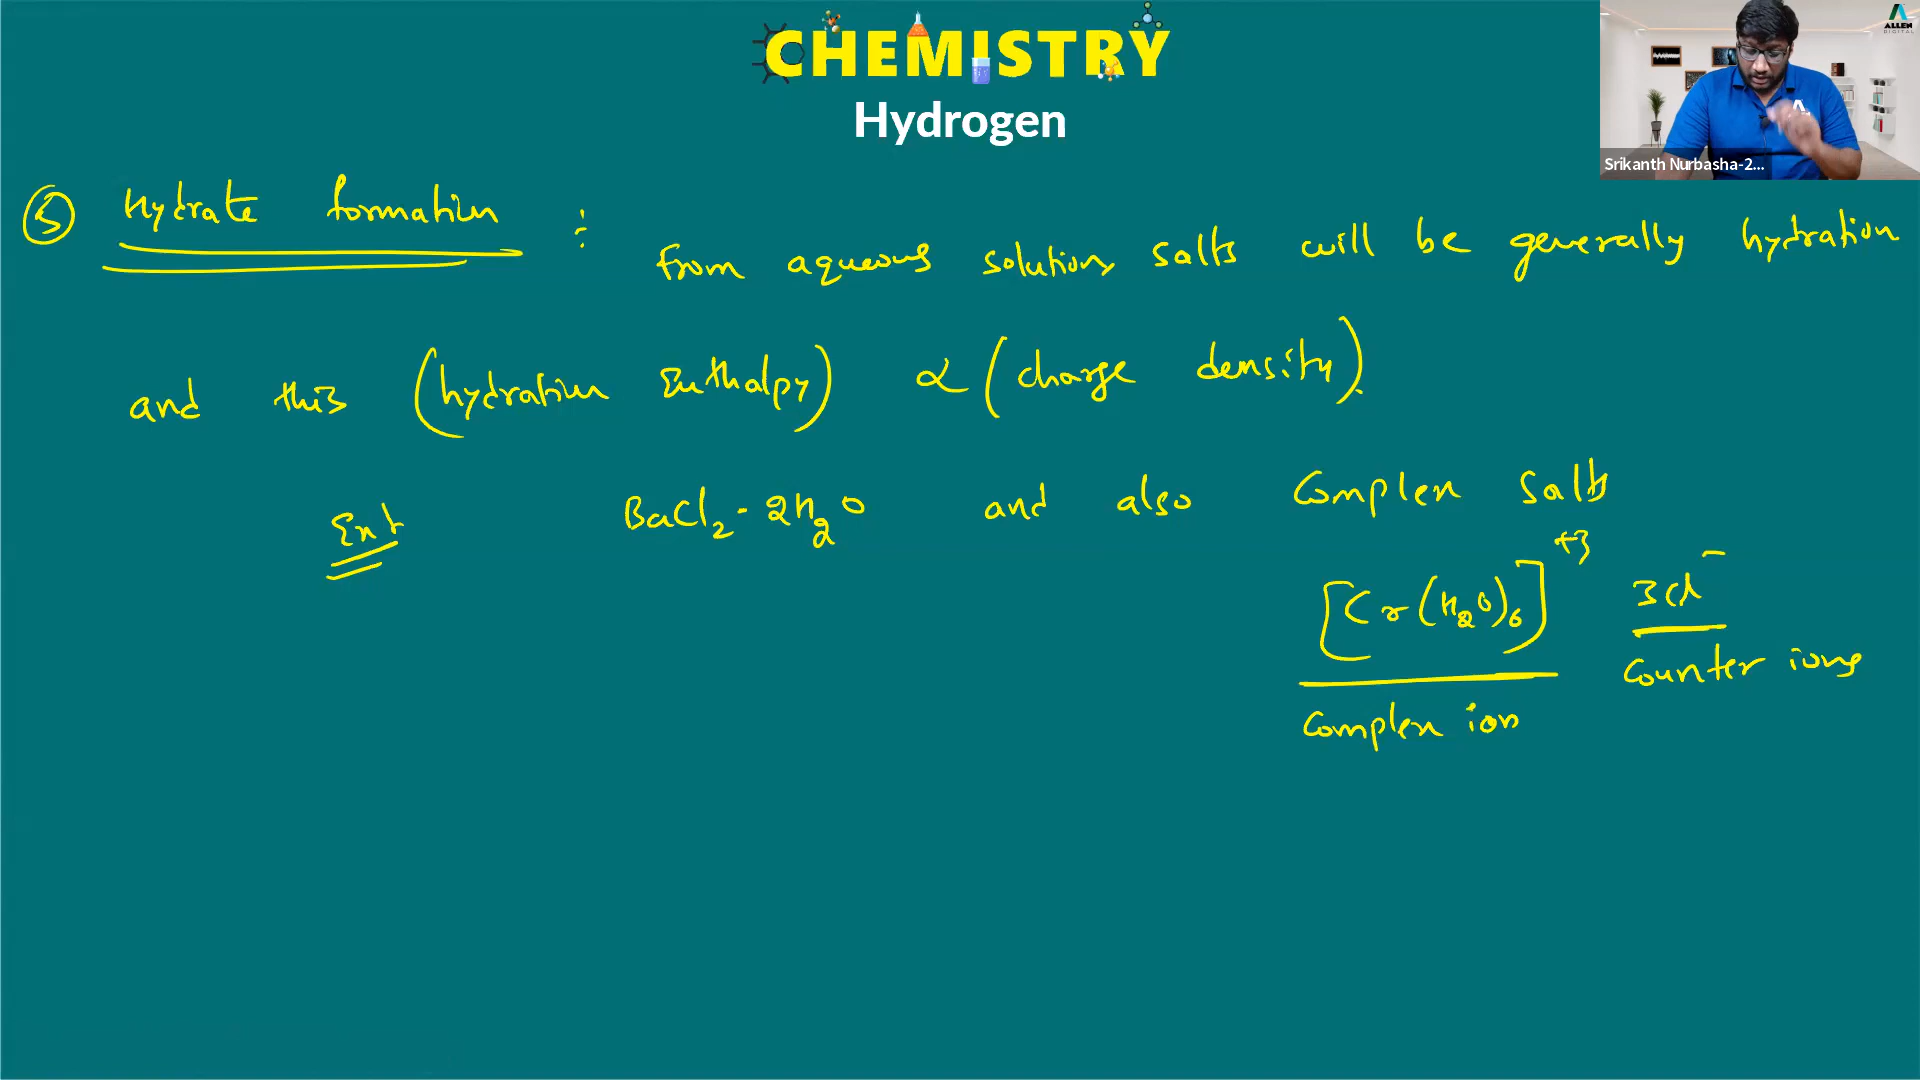 CHEMISTRY
Hydrogen
ALLEN
DIGITAL
Srikanth Nurbasha-2...
⑤ Hydrate formation :
from aqueous solutions salts will be generally hydration
and this (hydration Enthalpy) ∝ (charge density).
Ex:
BaCl₂·2H₂O and also Complex Salts
[Cr(H₂O)₆]⁺³ 3Cl⁻
Complex ion
Counter ions